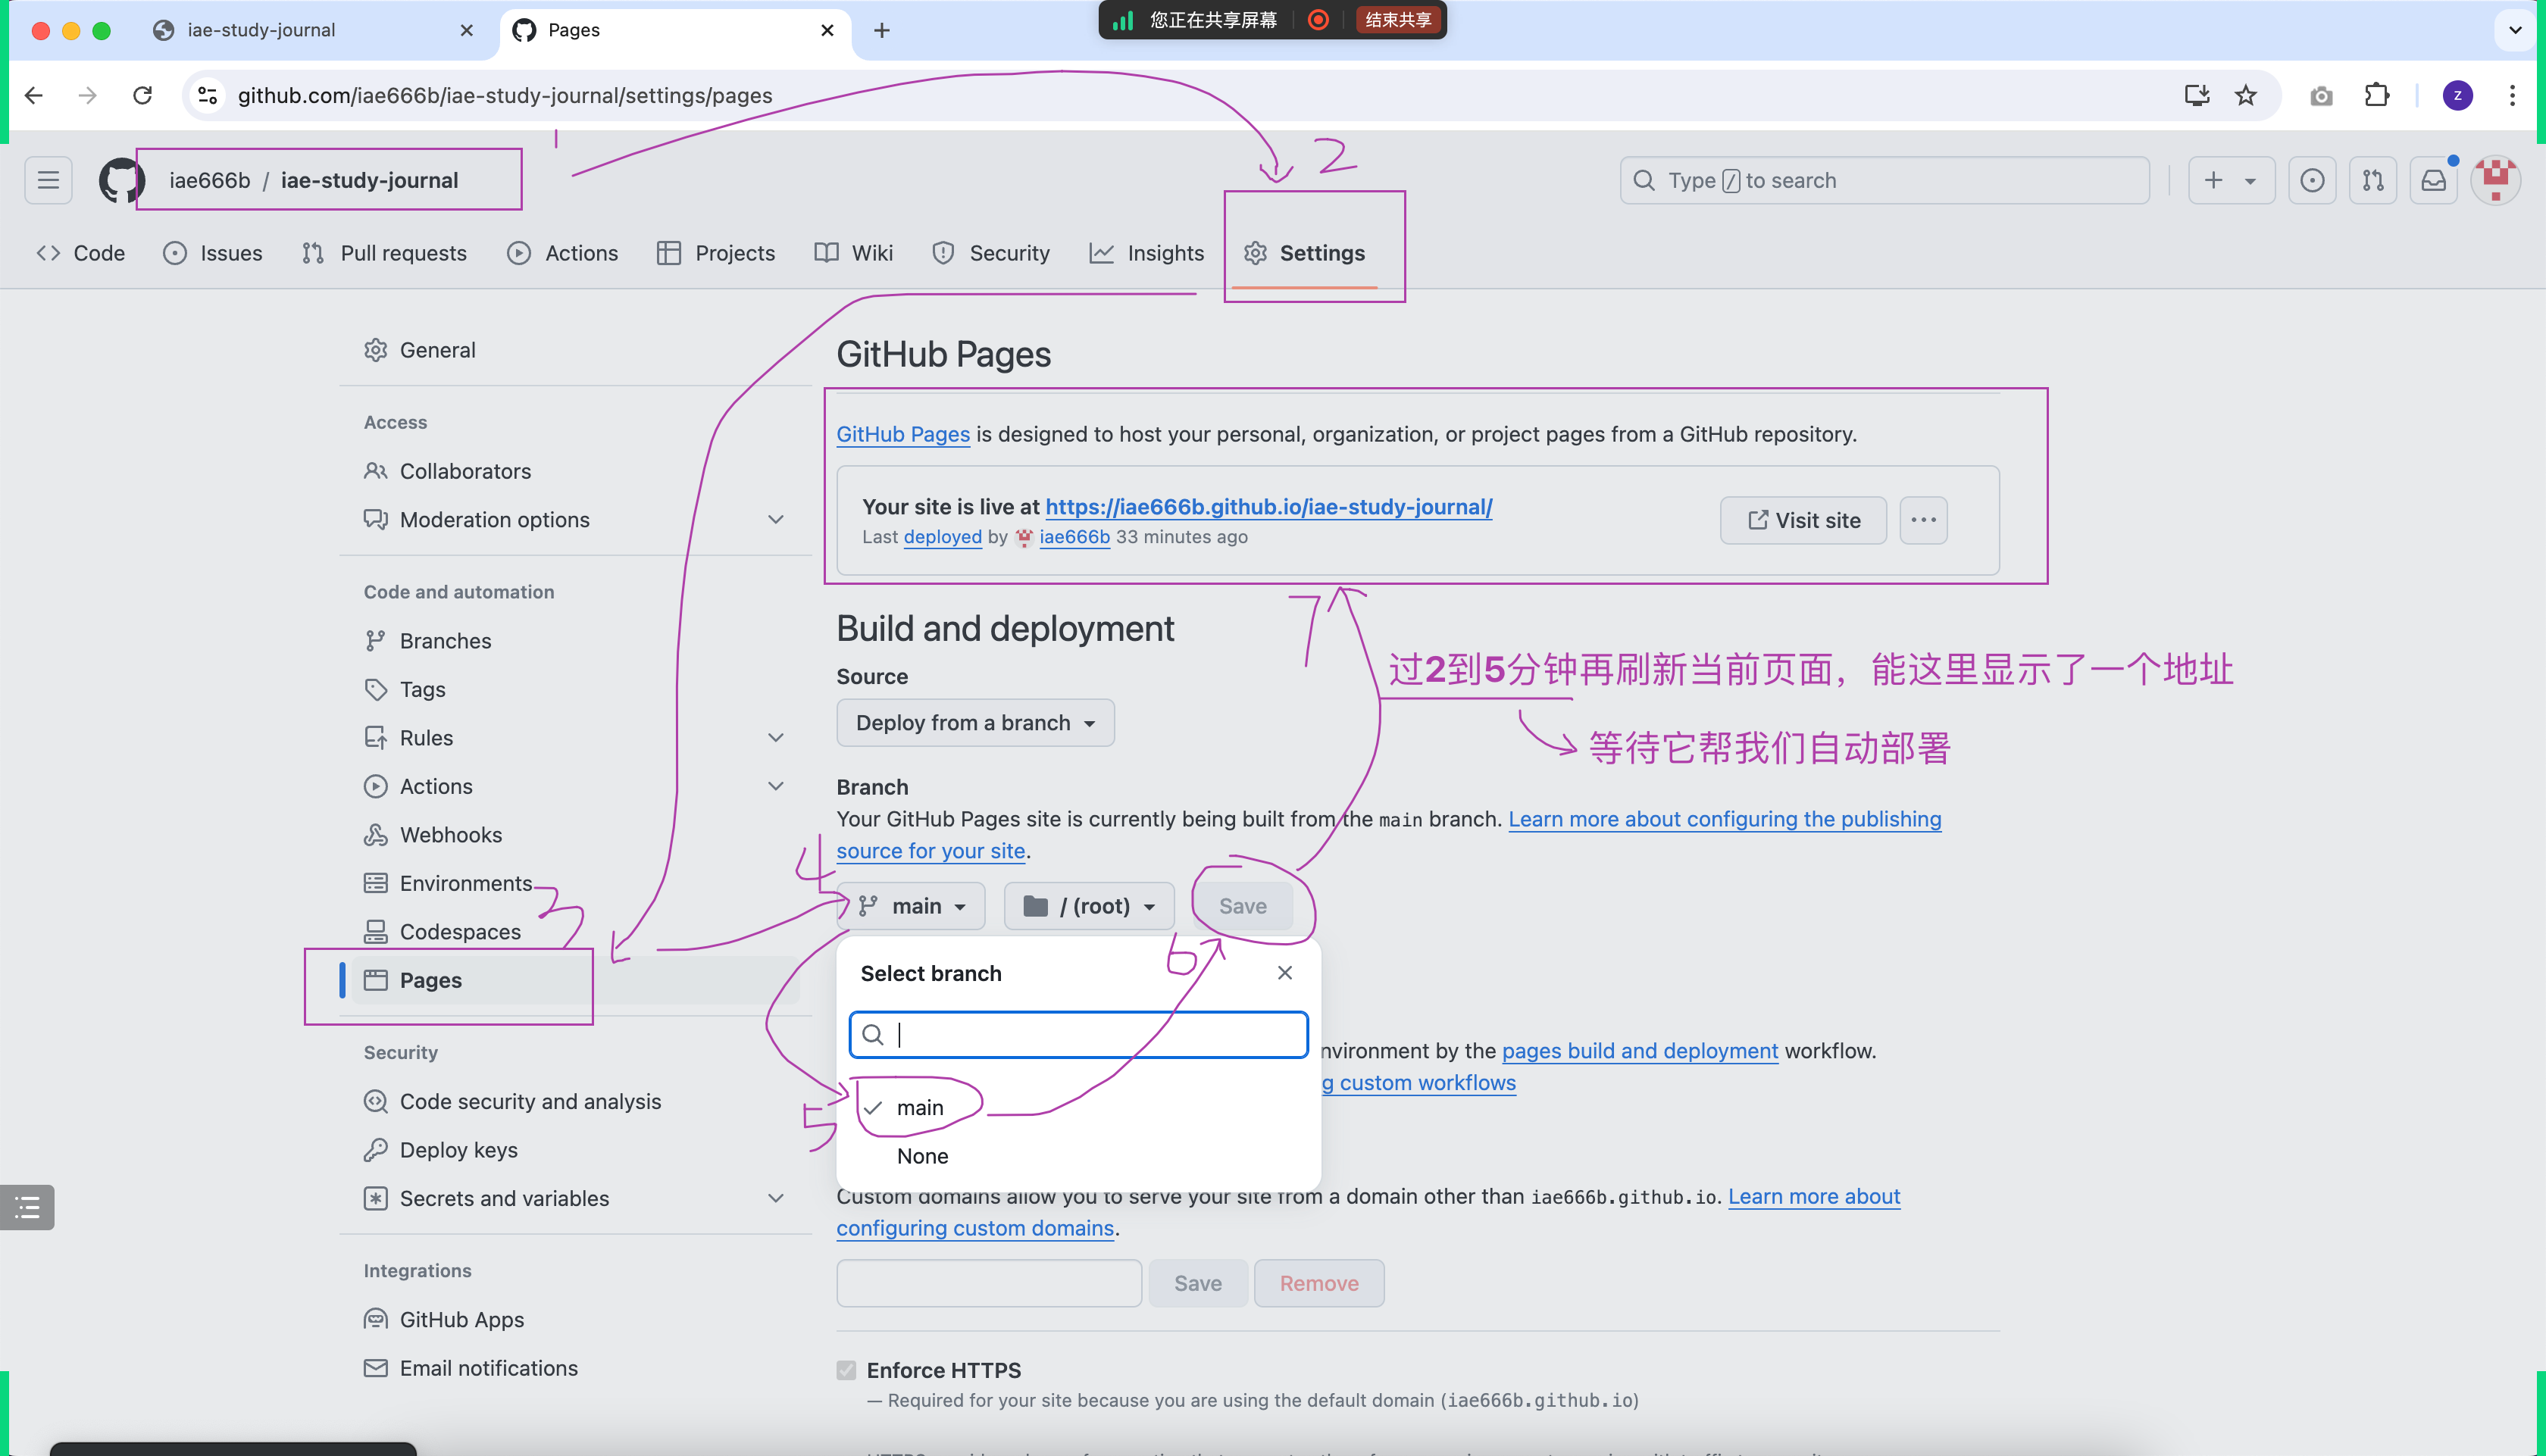 iae-study-journal
Pages
您正在共享屏幕
结束共享
github.com/iae666b/iae-study-journal/settings/pages
z
1
2
iae666b / iae-study-journal
Type / to search
Code Issues Pull requests Actions Projects Wiki Security Insights Settings
General
Access
Collaborators
Moderation options
Code and automation
Branches
Tags
Rules
Actions
Webhooks
Environments
3
Codespaces
Pages
Security
Code security and analysis
Deploy keys
Secrets and variables
Integrations
GitHub Apps
Email notifications
GitHub Pages
GitHub Pages is designed to host your personal, organization, or project pages from a GitHub repository.
Your site is live at https://iae666b.github.io/iae-study-journal/
Last deployed by iae666b 33 minutes ago
Visit site
Build and deployment
7
过2到5分钟再刷新当前页面，能这里显示了一个地址
等待它帮我们自动部署
Source
Deploy from a branch
Branch
Your GitHub Pages site is currently being built from the main branch. Learn more about configuring the publishing
source for your site.
4
main
/ (root)
Save
6
Select branch
5
main
None
nvironment by the pages build and deployment workflow.
g custom workflows
Custom domains allow you to serve your site from a domain other than iae666b.github.io. Learn more about
configuring custom domains.
Save
Remove
Enforce HTTPS
— Required for your site because you are using the default domain (iae666b.github.io)